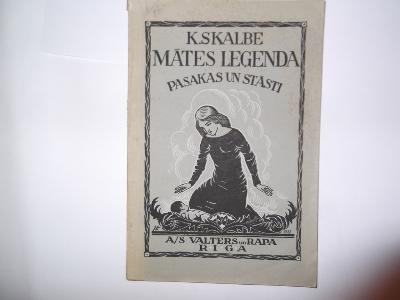 K.SKALBE
MĀTES LEGENDA
PASAKAS UN STĀSTI
A/S VALTERS un RAPA
RIGA